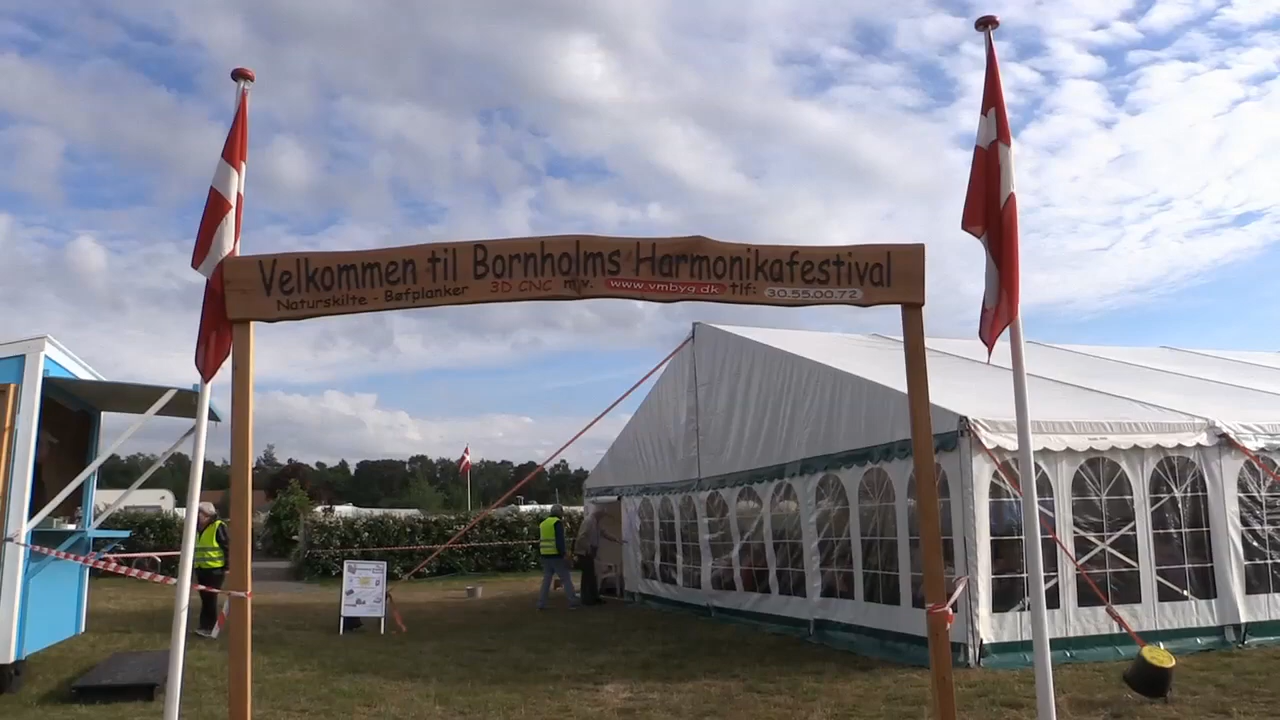 Velkommen til Bornholms Harmonikafestival
Naturskilte - Bøfplanker 3D CNC m.v. www.vmbyg.dk tlf: 30.55.00.72